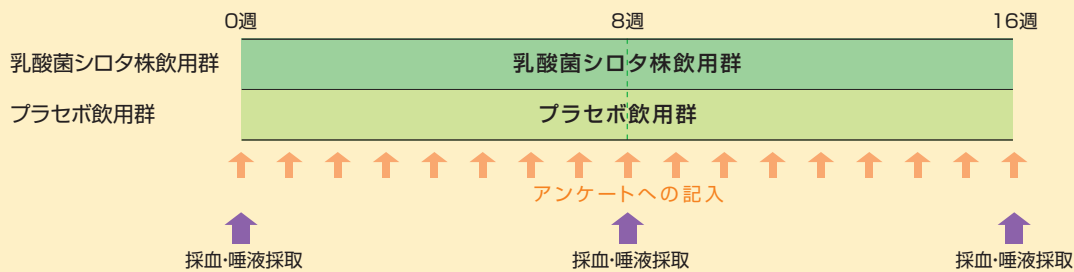 0週 8週 16週
乳酸菌シロタ株飲用群 乳酸菌シロタ株飲用群
プラセボ飲用群 プラセボ飲用群
アンケートへの記入
採血・唾液採取 採血・唾液採取 採血・唾液採取